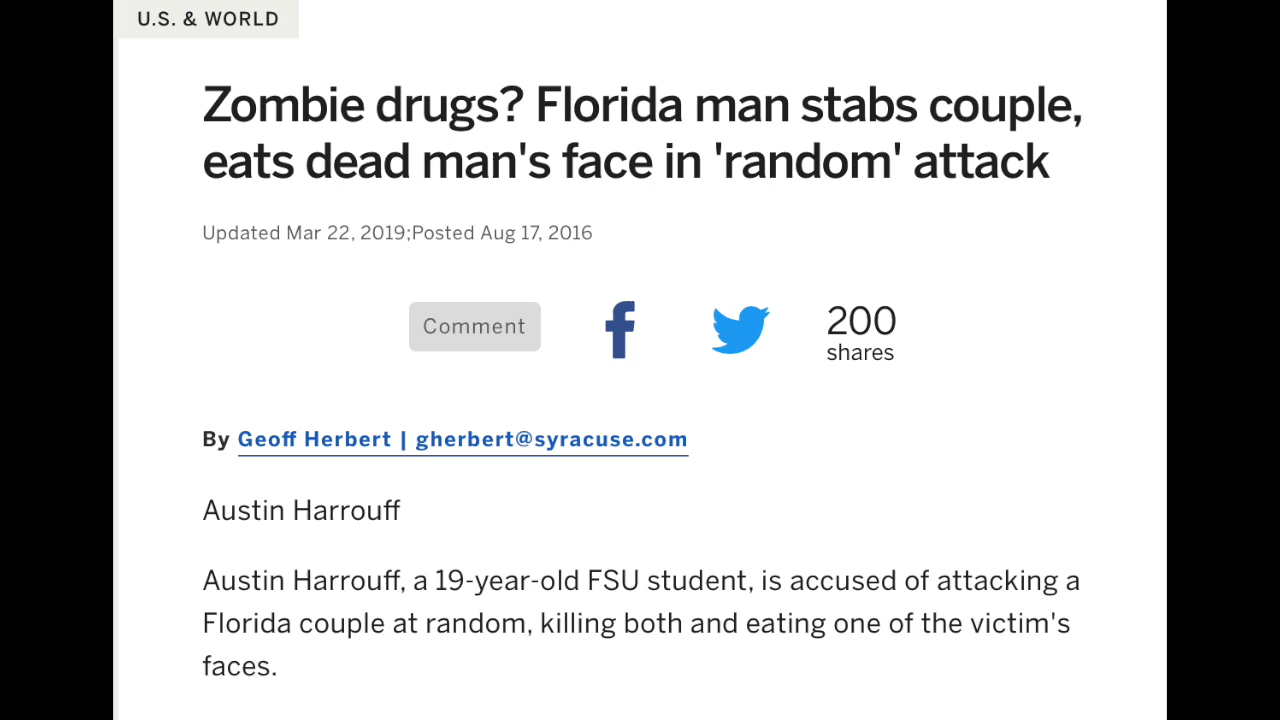 U.S. & WORLD
Zombie drugs? Florida man stabs couple,
eats dead man's face in 'random' attack
Updated Mar 22, 2019;Posted Aug 17, 2016
Comment
200
shares
By Geoff Herbert | gherbert@syracuse.com
Austin Harrouff
Austin Harrouff, a 19-year-old FSU student, is accused of attacking a
Florida couple at random, killing both and eating one of the victim's
faces.